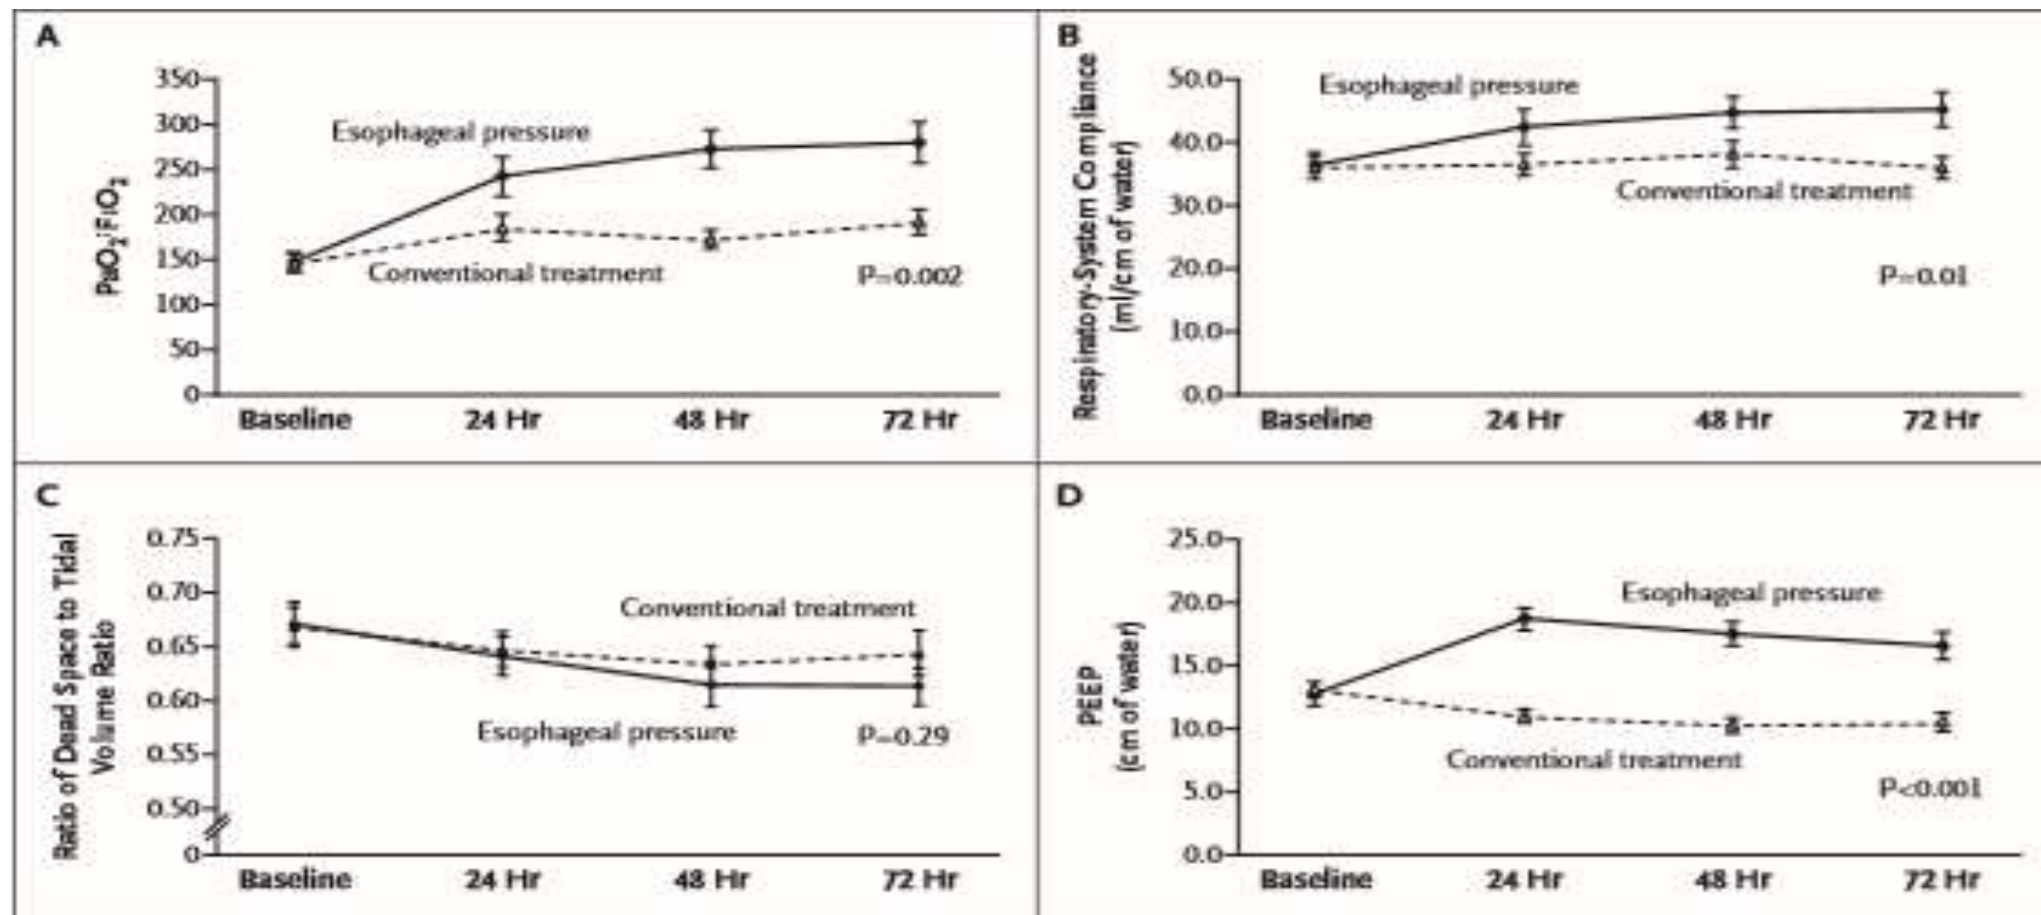 A
PaO2:FiO2
350
300
250
200
150
100
50
0
Esophageal pressure
Conventional treatment
P=0.002
Baseline
24 Hr
48 Hr
72 Hr
B
Respiratory-System Compliance
(ml/cm of water)
50.0
40.0
30.0
20.0
10.0
0.0
Esophageal pressure
Conventional treatment
P=0.01
Baseline
24 Hr
48 Hr
72 Hr
C
Ratio of Dead Space to Tidal
Volume Ratio
0.75
0.70
0.65
0.60
0.55
0.50
0
Conventional treatment
Esophageal pressure
P=0.29
Baseline
24 Hr
48 Hr
72 Hr
D
PEEP
(cm of water)
25.0
20.0
15.0
10.0
5.0
0.0
Esophageal pressure
Conventional treatment
P<0.001
Baseline
24 Hr
48 Hr
72 Hr